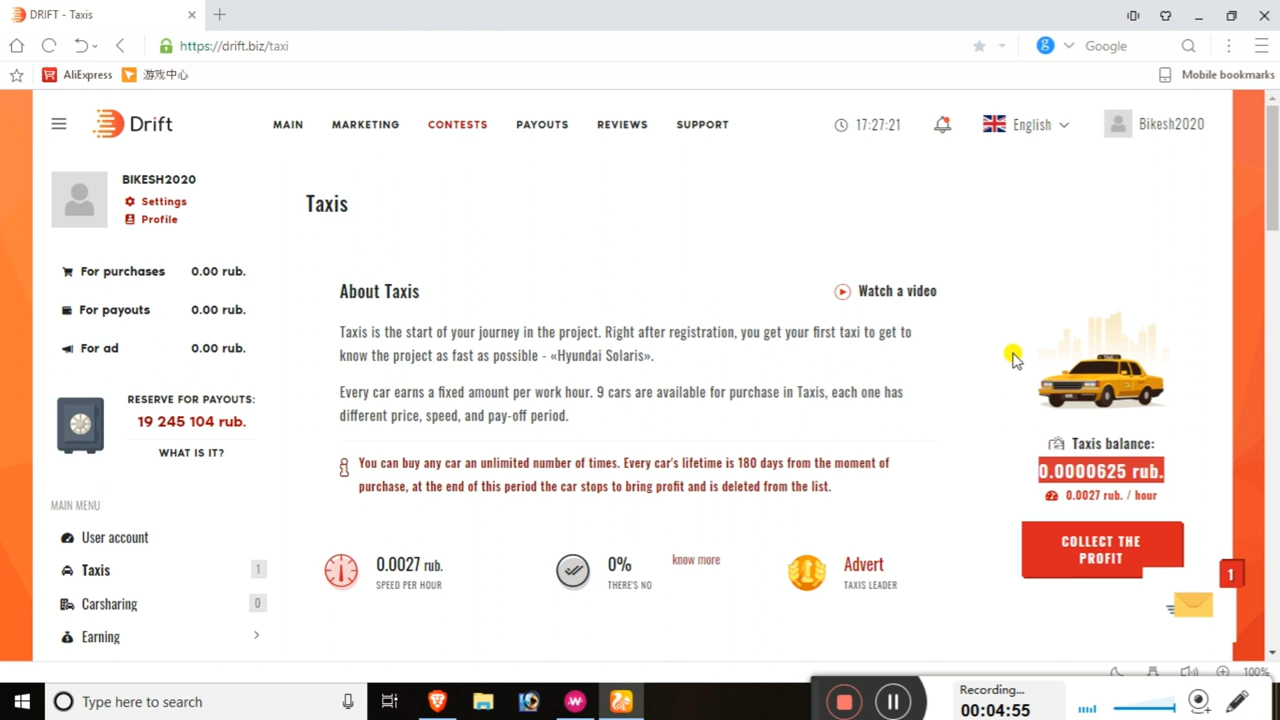 DRIFT - Taxis
https://drift.biz/taxi
Google
AliExpress
游戏中心
Mobile bookmarks
Drift
MAIN
MARKETING
CONTESTS
PAYOUTS
REVIEWS
SUPPORT
17:27:21
English
Bikesh2020
BIKESH2020
Settings
Profile
For purchases 0.00 rub.
For payouts 0.00 rub.
For ad 0.00 rub.
RESERVE FOR PAYOUTS:
19 245 104 rub.
WHAT IS IT?
MAIN MENU
User account
Taxis 1
Carsharing 0
Earning
Taxis
About Taxis
Watch a video
Taxis is the start of your journey in the project. Right after registration, you get your first taxi to get to
know the project as fast as possible - «Hyundai Solaris».
Every car earns a fixed amount per work hour. 9 cars are available for purchase in Taxis, each one has
different price, speed, and pay-off period.
You can buy any car an unlimited number of times. Every car's lifetime is 180 days from the moment of
purchase, at the end of this period the car stops to bring profit and is deleted from the list.
0.0027 rub.
SPEED PER HOUR
0%
THERE'S NO
know more
Advert
TAXIS LEADER
TAXI
Taxis balance:
0.0000625 rub.
0.0027 rub. / hour
COLLECT THE
PROFIT
1
100%
Type here to search
Recording...
00:04:55